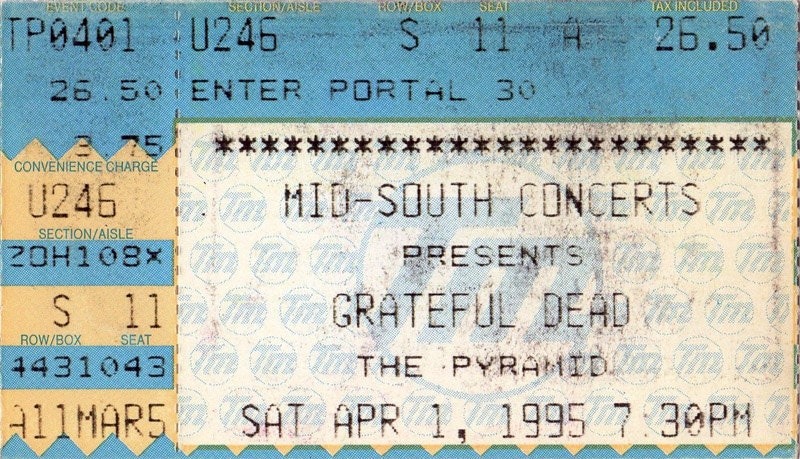 EVENT CODE SECTION/AISLE ROW/BOX SEAT TAX INCLUDED
TP0401 U246 S 11 A 26.50
26.50 ENTER PORTAL 30
3.75 ************************
CONVENIENCE CHARGE
U246 MID-SOUTH CONCERTS
SECTION/AISLE
ZOH108* PRESENTS
S 11 GRATEFUL DEAD
ROW/BOX SEAT
4431043 THE PYRAMID
A11MAR5 SAT APR 1, 1995 7.30PM